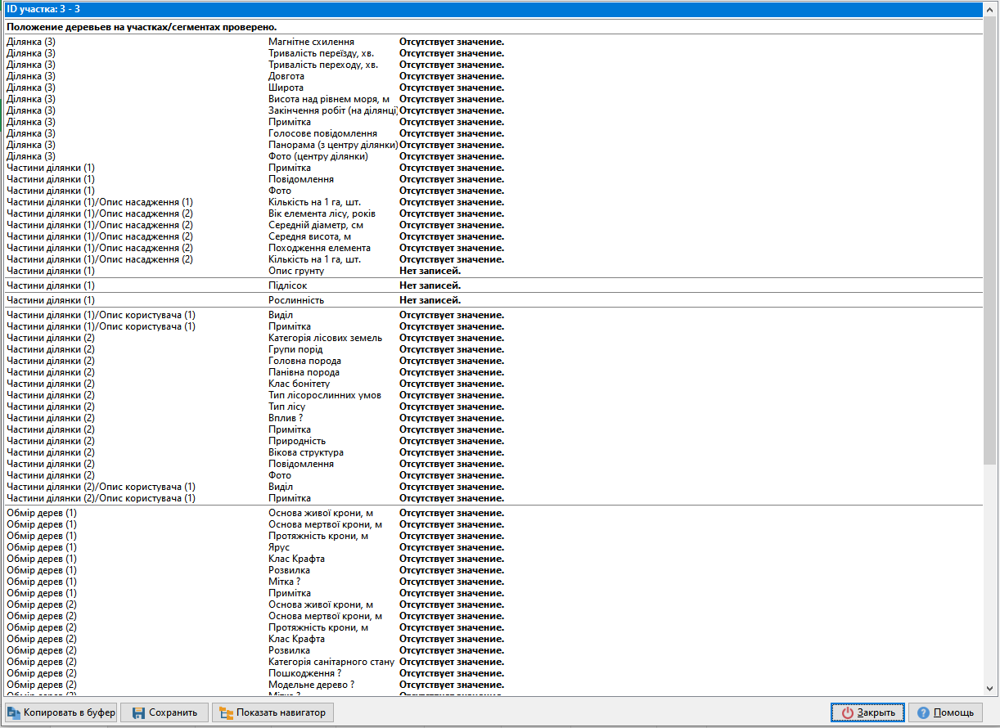 ID участка: 3 - 3
Положение деревьев на участках/сегментах проверено.
Ділянка (3) Магнітне схилення Отсутствует значение.
Ділянка (3) Тривалість переїзду, хв. Отсутствует значение.
Ділянка (3) Тривалість переходу, хв. Отсутствует значение.
Ділянка (3) Довгота Отсутствует значение.
Ділянка (3) Широта Отсутствует значение.
Ділянка (3) Висота над рівнем моря, м Отсутствует значение.
Ділянка (3) Закінчення робіт (на ділянці) Отсутствует значение.
Ділянка (3) Примітка Отсутствует значение.
Ділянка (3) Голосове повідомлення Отсутствует значение.
Ділянка (3) Панорама (з центру ділянки) Отсутствует значение.
Ділянка (3) Фото (центру ділянки) Отсутствует значение.
Частини ділянки (1) Примітка Отсутствует значение.
Частини ділянки (1) Повідомлення Отсутствует значение.
Частини ділянки (1) Фото Отсутствует значение.
Частини ділянки (1)/Опис насадження (1) Кількість на 1 га, шт. Отсутствует значение.
Частини ділянки (1)/Опис насадження (2) Вік елемента лісу, років Отсутствует значение.
Частини ділянки (1)/Опис насадження (2) Середній діаметр, см Отсутствует значение.
Частини ділянки (1)/Опис насадження (2) Середня висота, м Отсутствует значение.
Частини ділянки (1)/Опис насадження (2) Походження елемента Отсутствует значение.
Частини ділянки (1)/Опис насадження (2) Кількість на 1 га, шт. Отсутствует значение.
Частини ділянки (1) Опис грунту Нет записей.
Частини ділянки (1) Підлісок Нет записей.
Частини ділянки (1) Рослинність Нет записей.
Частини ділянки (1)/Опис користувача (1) Виділ Отсутствует значение.
Частини ділянки (1)/Опис користувача (1) Примітка Отсутствует значение.
Частини ділянки (2) Категорія лісових земель Отсутствует значение.
Частини ділянки (2) Групи порід Отсутствует значение.
Частини ділянки (2) Головна порода Отсутствует значение.
Частини ділянки (2) Панівна порода Отсутствует значение.
Частини ділянки (2) Клас бонітету Отсутствует значение.
Частини ділянки (2) Тип лісорослинних умов Отсутствует значение.
Частини ділянки (2) Тип лісу Отсутствует значение.
Частини ділянки (2) Вплив ? Отсутствует значение.
Частини ділянки (2) Примітка Отсутствует значение.
Частини ділянки (2) Природність Отсутствует значение.
Частини ділянки (2) Вікова структура Отсутствует значение.
Частини ділянки (2) Повідомлення Отсутствует значение.
Частини ділянки (2) Фото Отсутствует значение.
Частини ділянки (2)/Опис користувача (1) Виділ Отсутствует значение.
Частини ділянки (2)/Опис користувача (1) Примітка Отсутствует значение.
Обмір дерев (1) Основа живої крони, м Отсутствует значение.
Обмір дерев (1) Основа мертвої крони, м Отсутствует значение.
Обмір дерев (1) Протяжність крони, м Отсутствует значение.
Обмір дерев (1) Ярус Отсутствует значение.
Обмір дерев (1) Клас Крафта Отсутствует значение.
Обмір дерев (1) Розвилка Отсутствует значение.
Обмір дерев (1) Мітка ? Отсутствует значение.
Обмір дерев (1) Примітка Отсутствует значение.
Обмір дерев (2) Основа живої крони, м Отсутствует значение.
Обмір дерев (2) Основа мертвої крони, м Отсутствует значение.
Обмір дерев (2) Протяжність крони, м Отсутствует значение.
Обмір дерев (2) Клас Крафта Отсутствует значение.
Обмір дерев (2) Розвилка Отсутствует значение.
Обмір дерев (2) Категорія санітарного стану Отсутствует значение.
Обмір дерев (2) Пошкодження ? Отсутствует значение.
Обмір дерев (2) Модельне дерево ? Отсутствует значение.
Копировать в буфер Сохранить Показать навигатор Закрыть Помощь